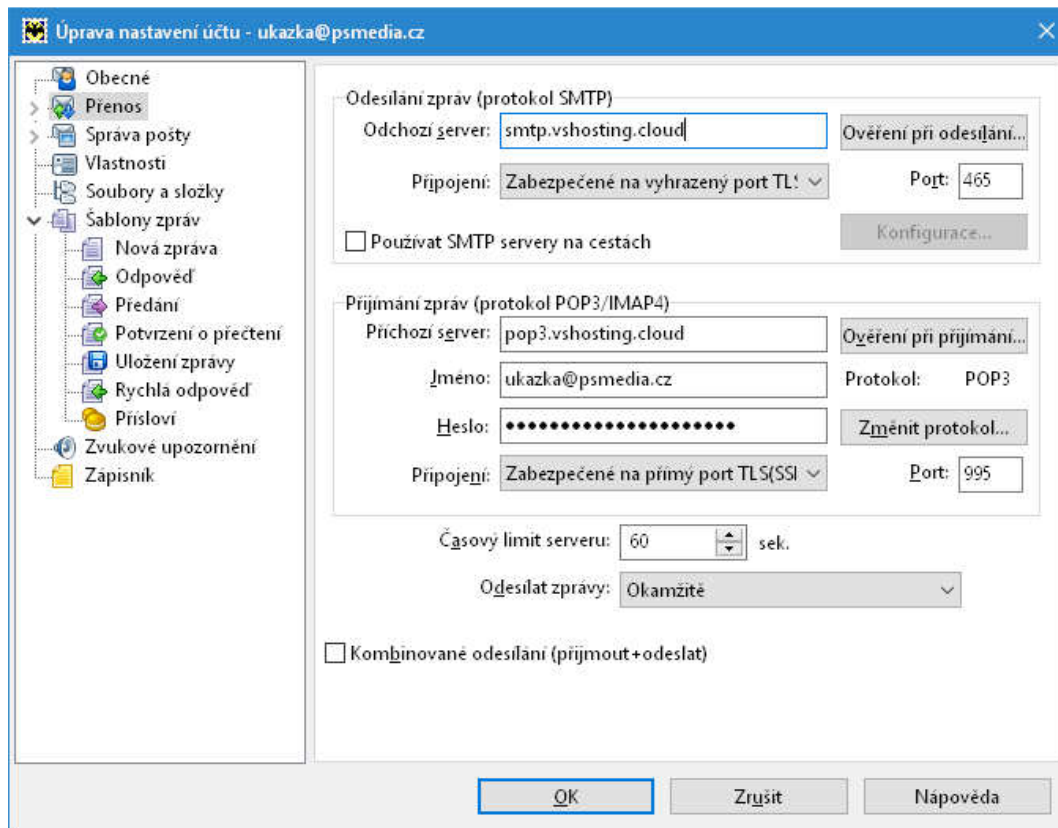 Úprava nastavení účtu - ukazka@psmedia.cz
Obecné
Přenos
Správa pošty
Vlastnosti
Soubory a složky
Šablony zpráv
Nová zpráva
Odpověď
Předání
Potvrzení o přečtení
Uložení zprávy
Rychlá odpověď
Přísloví
Zvukové upozornění
Zápisník
Odesílání zpráv (protokol SMTP)
Odchozí server: smtp.vshosting.cloud Ověření při odesílání...
Připojení: Zabezpečené na vyhrazený port TLS Port: 465
Používat SMTP servery na cestách Konfigurace...
Přijímání zpráv (protokol POP3/IMAP4)
Příchozí server: pop3.vshosting.cloud Ověření při přijímání...
Jméno: ukazka@psmedia.cz Protokol: POP3
Heslo: ••••••••••••••••••••• Změnit protokol...
Připojení: Zabezpečené na přímý port TLS(SSl Port: 995
Časový limit serveru: 60 sek.
Odesílat zprávy: Okamžitě
Kombinované odesílání (přijmout+odeslat)
OK Zrušit Nápověda